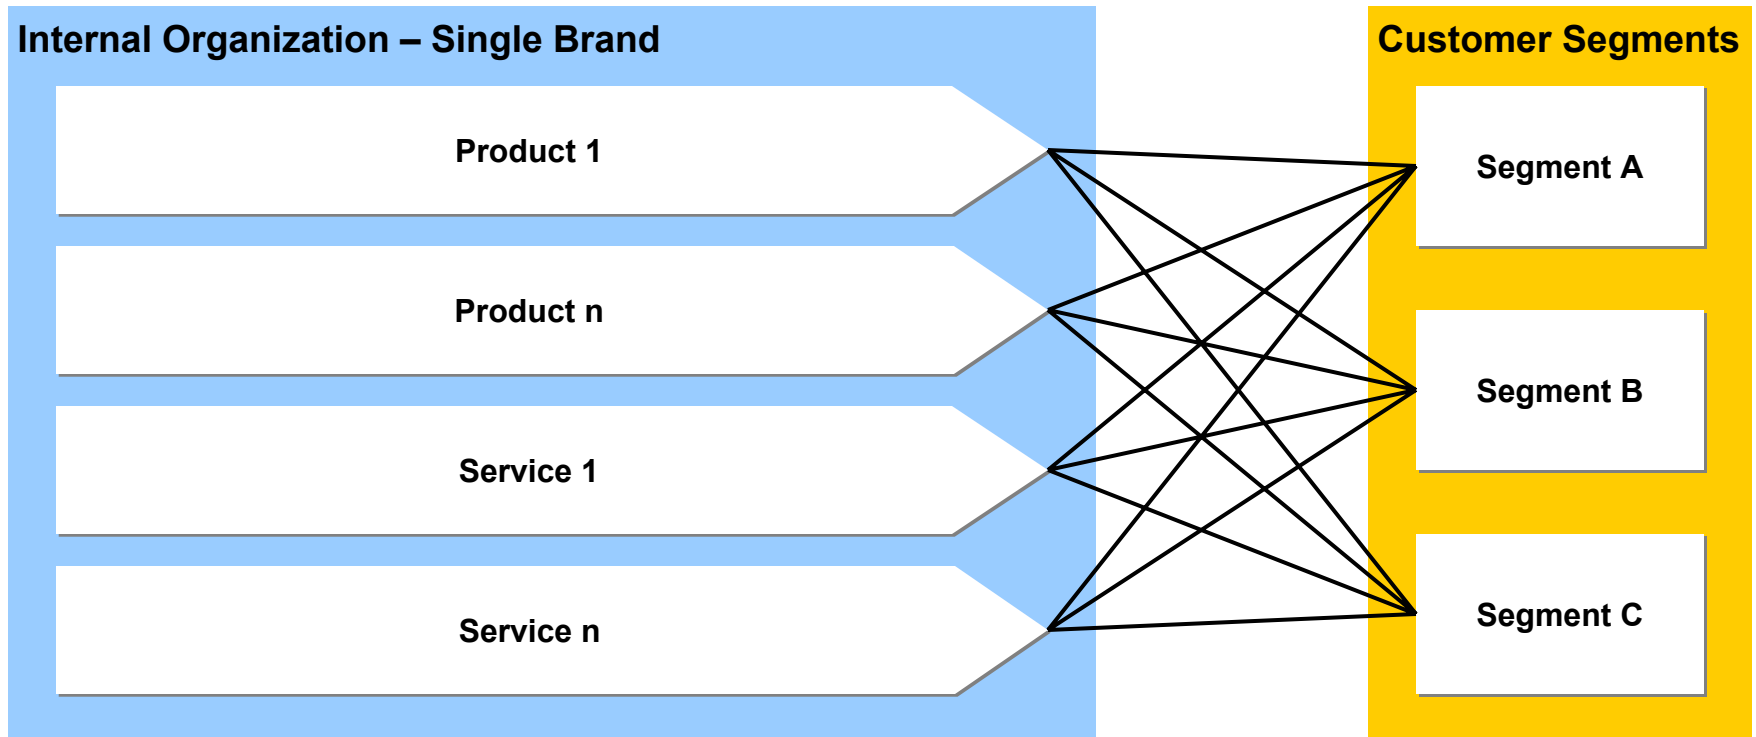 Internal Organization – Single Brand
Customer Segments
Product 1
Product n
Service 1
Service n
Segment A
Segment B
Segment C